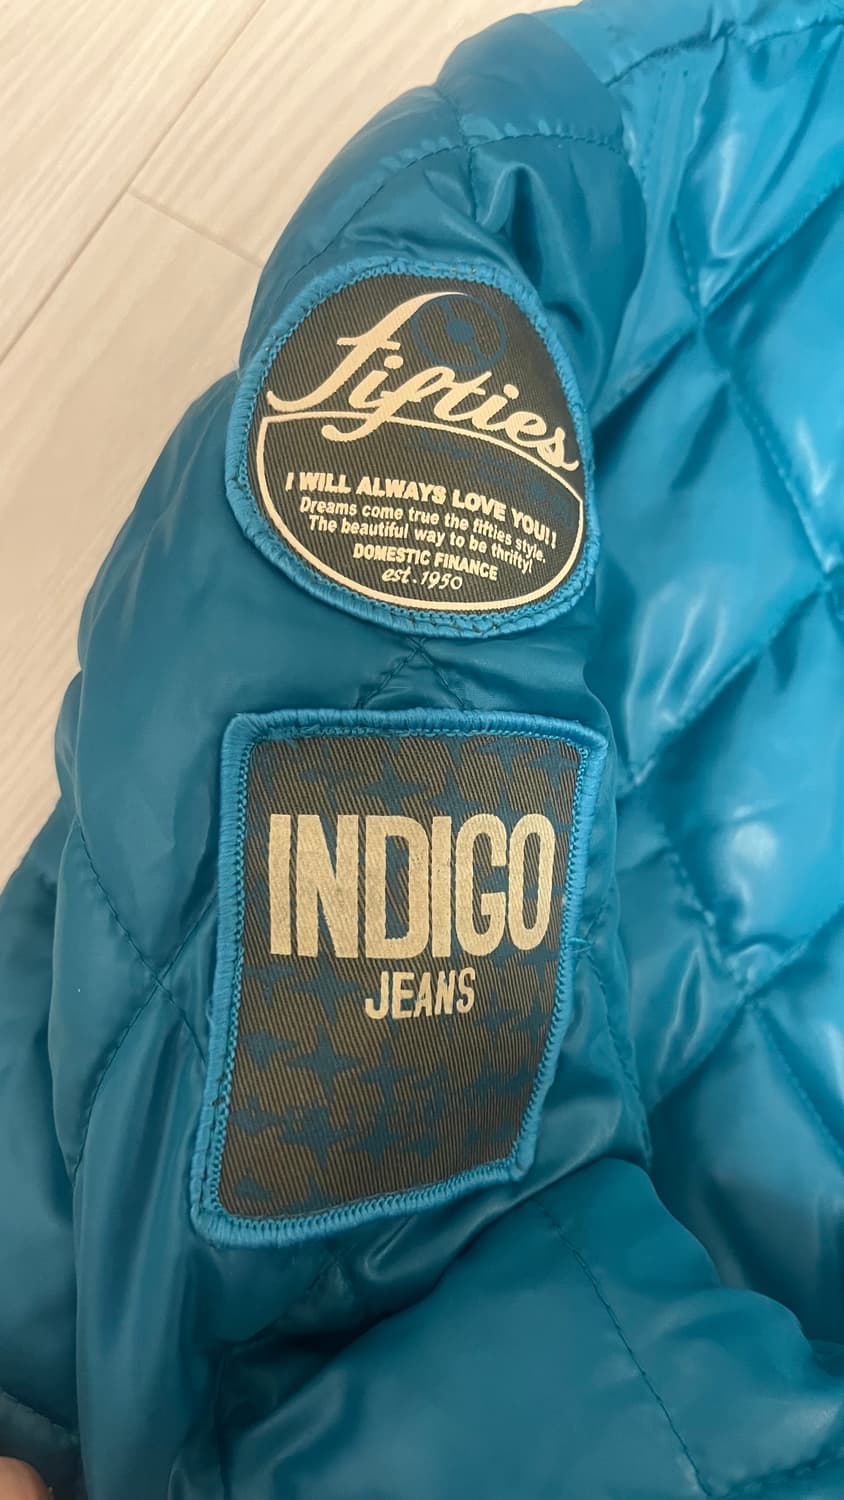 fifties
I WILL ALWAYS LOVE YOU!!
Dreams come true the fifties style.
The beautiful way to be thrifty!
DOMESTIC FINANCE
est.1950
INDIGO
JEANS